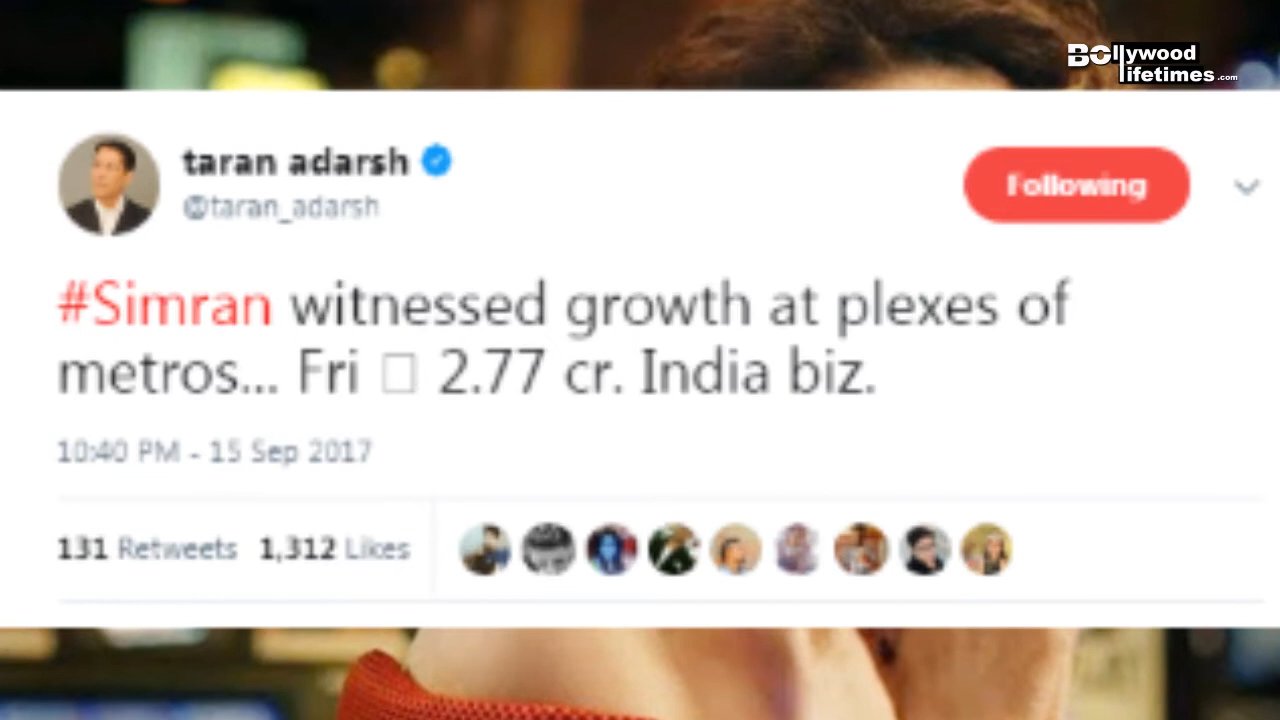 BOllywood
lifetimes.com
taran adarsh
@taran_adarsh
Following
#Simran witnessed growth at plexes of
metros... Fri □ 2.77 cr. India biz.
10:40 PM - 15 Sep 2017
131 Retweets 1,312 Likes